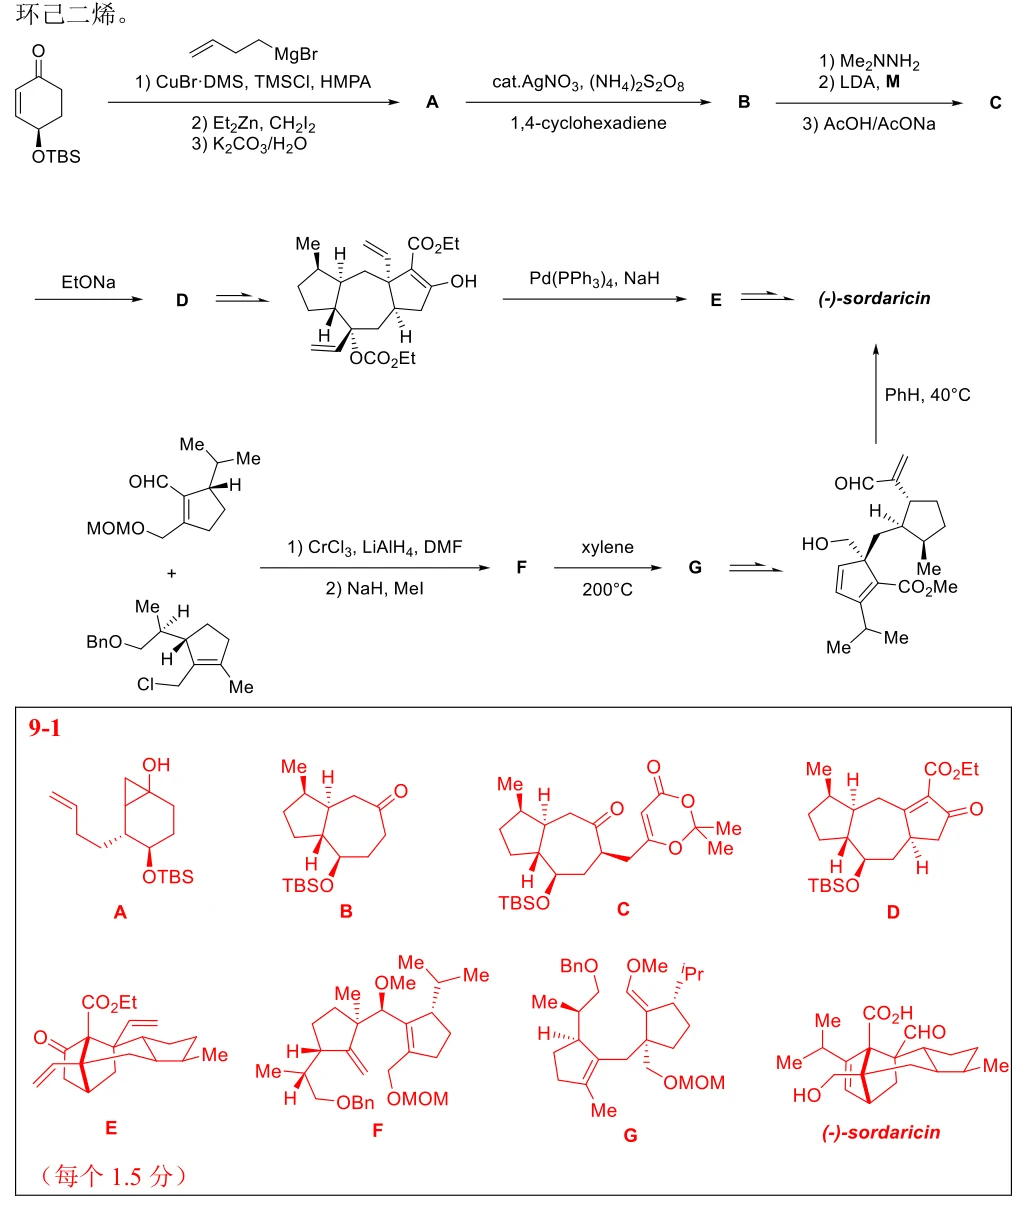 环己二烯。
O
MgBr
1) CuBr·DMS, TMSCl, HMPA
2) Et₂Zn, CH₂I₂
3) K₂CO₃/H₂O
OTBS
A
cat.AgNO₃, (NH₄)₂S₂O₈
1,4-cyclohexadiene
B
1) Me₂NNH₂
2) LDA, M
3) AcOH/AcONa
C
EtONa
D
Me
H
CO₂Et
OH
H
H
OCO₂Et
Pd(PPh₃)₄, NaH
E
(-)-sordaricin
PhH, 40°C
Me
Me
OHC
H
MOMO
+
Me
H
BnO
H
Cl
Me
1) CrCl₃, LiAlH₄, DMF
2) NaH, MeI
F
xylene
200°C
G
OHC
H
HO
Me
CO₂Me
Me
Me
9-1
OH
OTBS
A
Me
H
O
H
TBSO
B
Me
H
O
H
TBSO
O
O
Me
Me
O
C
Me
H
CO₂Et
O
H
H
TBSO
D
CO₂Et
O
Me
E
Me
Me
OMe
Me
H
Me
H
OBn
OMOM
F
BnO
OMe
iPr
Me
H
OMOM
Me
G
Me
CO₂H
CHO
Me
Me
HO
(-)-sordaricin
（每个 1.5 分）